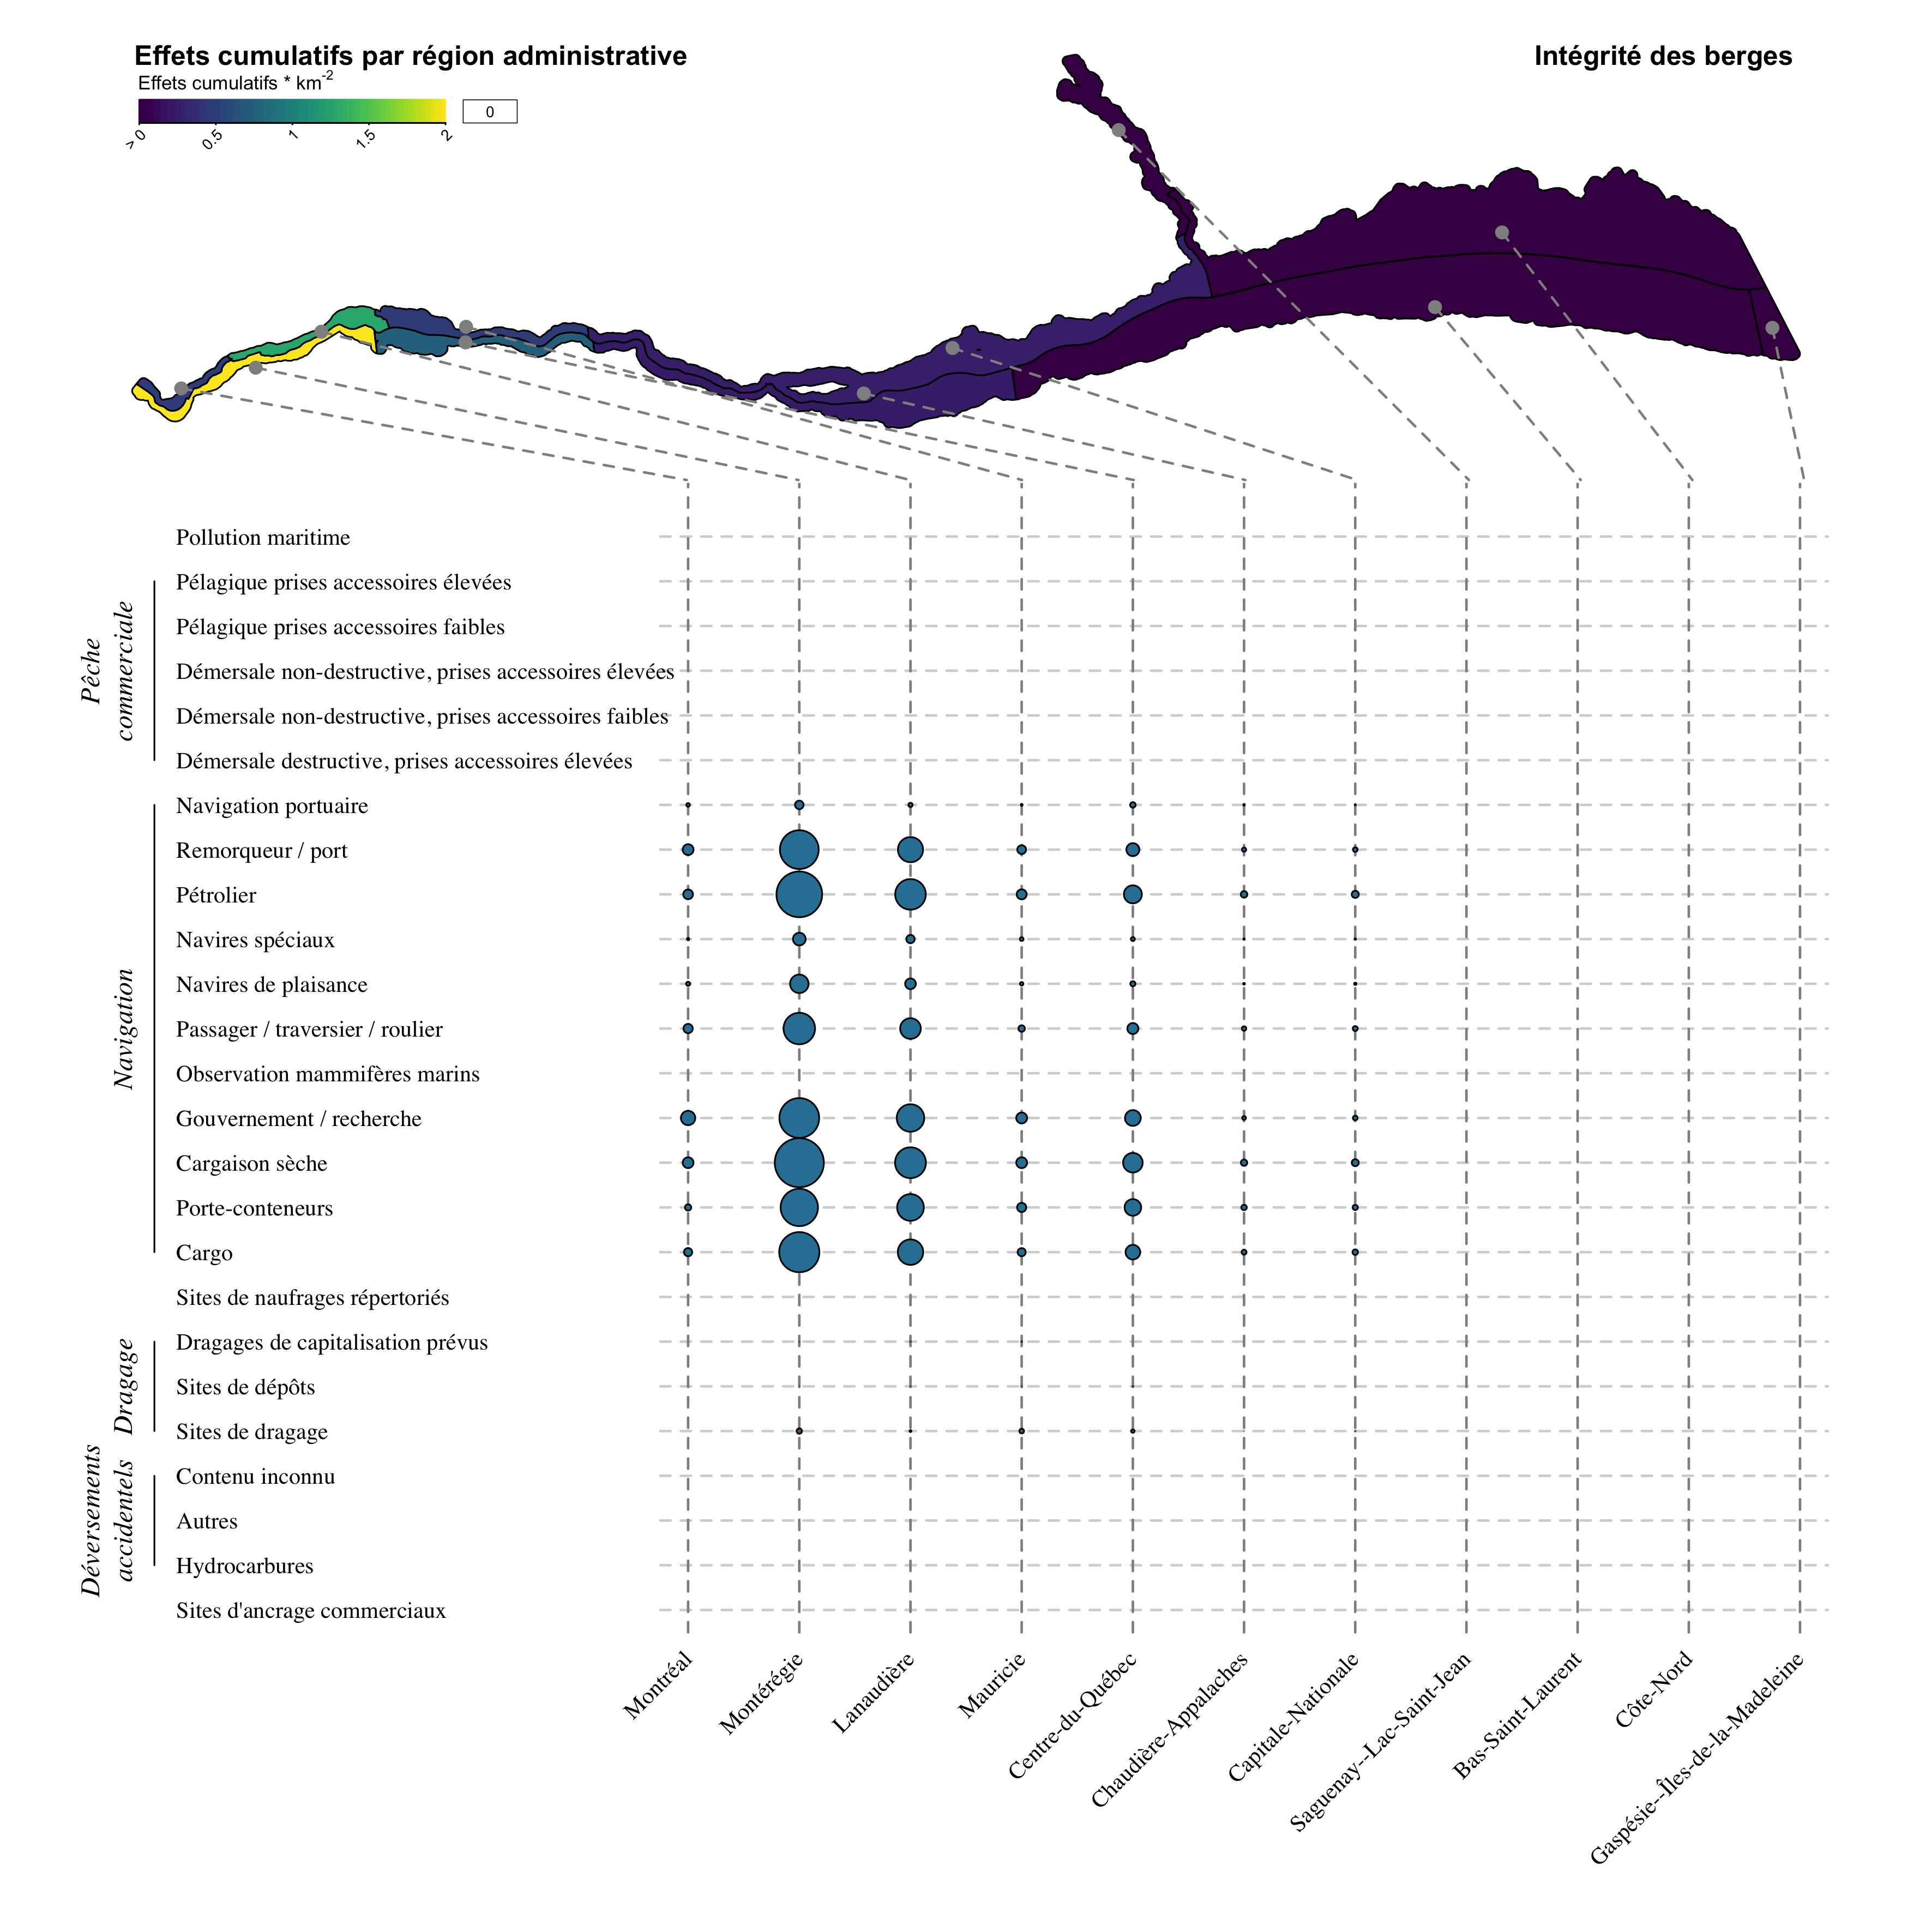 Effets cumulatifs par région administrative
Intégrité des berges
Effets cumulatifs * km-2
> 0
0.5
1
1.5
2
0
Pollution maritime
Pêche commerciale
Pélagique prises accessoires élevées
Pélagique prises accessoires faibles
Démersale non-destructive, prises accessoires élevées
Démersale non-destructive, prises accessoires faibles
Démersale destructive, prises accessoires élevées
Navigation
Navigation portuaire
Remorqueur / port
Pétrolier
Navires spéciaux
Navires de plaisance
Passager / traversier / roulier
Observation mammifères marins
Gouvernement / recherche
Cargaison sèche
Porte-conteneurs
Cargo
Sites de naufrages répertoriés
Dragage
Dragages de capitalisation prévus
Sites de dépôts
Sites de dragage
Déversements accidentels
Contenu inconnu
Autres
Hydrocarbures
Sites d'ancrage commerciaux
Montréal
Montérégie
Lanaudière
Mauricie
Centre-du-Québec
Chaudière-Appalaches
Capitale-Nationale
Saguenay--Lac-Saint-Jean
Bas-Saint-Laurent
Côte-Nord
Gaspésie--Îles-de-la-Madeleine